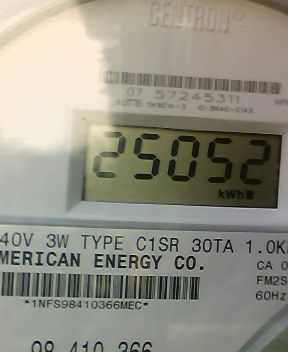 CENTRON®
07 57245311
25052
kWh
40V 3W TYPE C1SR 30TA 1.0K
MERICAN ENERGY CO.
CA 0
FM2S
*1NFS98410366MEC*
60Hz
98 410 366